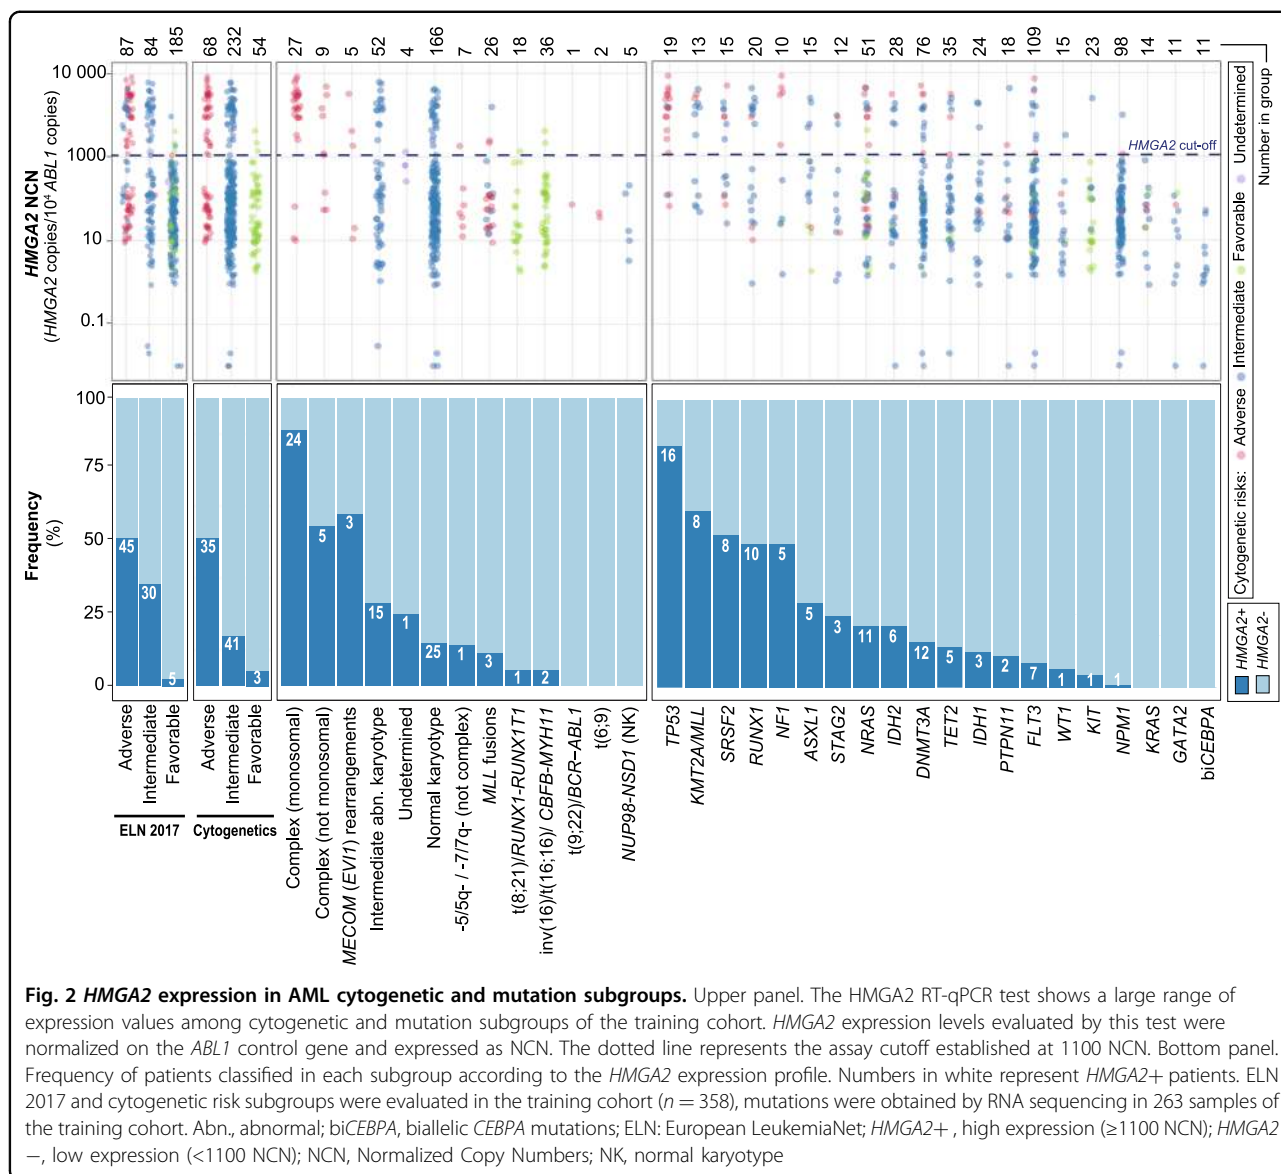 87 84 185 68 232 54 27 9 5 52 4 166 7 26 18 36 1 2 5 19 13 15 20 10 51 12 51 28 76 35 24 18 109 15 23 98 14 11 11
Number in group
10 000
1000
10
0.1
HMGA2 NCN
(HMGA2 copies/10⁴ ABL1 copies)
HMGA2 cut-off
Cytogenetic risks: Adverse Intermediate Favorable Undetermined
100
75
50
25
0
Frequency
(%)
45 30 5 35 41 3 24 5 3 15 1 25 1 3 1 2 16 8 8 10 5 5 3 11 6 12 5 3 2 7 1 1 1
HMGA2+
HMGA2-
Adverse
Intermediate
Favorable
ELN 2017
Adverse
Intermediate
Favorable
Cytogenetics
Complex (monosomal)
Complex (not monosomal)
MECOM (EVI1) rearrangements
Intermediate abn. karyotype
Undetermined
Normal karyotype
-5/5q- / -7/7q- (not complex)
MLL fusions
t(8;21)/RUNX1-RUNX1T1
inv(16)/t(16;16)/ CBFB-MYH11
t(9;22)/BCR–ABL1
t(6;9)
NUP98-NSD1 (NK)
TP53
KMT2A/MLL
SRSF2
RUNX1
NF1
ASXL1
STAG2
NRAS
IDH2
DNMT3A
TET2
IDH1
PTPN11
FLT3
WT1
KIT
NPM1
KRAS
GATA2
biCEBPA
Fig. 2 HMGA2 expression in AML cytogenetic and mutation subgroups. Upper panel. The HMGA2 RT-qPCR test shows a large range of
expression values among cytogenetic and mutation subgroups of the training cohort. HMGA2 expression levels evaluated by this test were
normalized on the ABL1 control gene and expressed as NCN. The dotted line represents the assay cutoff established at 1100 NCN. Bottom panel.
Frequency of patients classified in each subgroup according to the HMGA2 expression profile. Numbers in white represent HMGA2+ patients. ELN
2017 and cytogenetic risk subgroups were evaluated in the training cohort (n = 358), mutations were obtained by RNA sequencing in 263 samples of
the training cohort. Abn., abnormal; biCEBPA, biallelic CEBPA mutations; ELN: European LeukemiaNet; HMGA2+ , high expression (≥1100 NCN); HMGA2
−, low expression (<1100 NCN); NCN, Normalized Copy Numbers; NK, normal karyotype